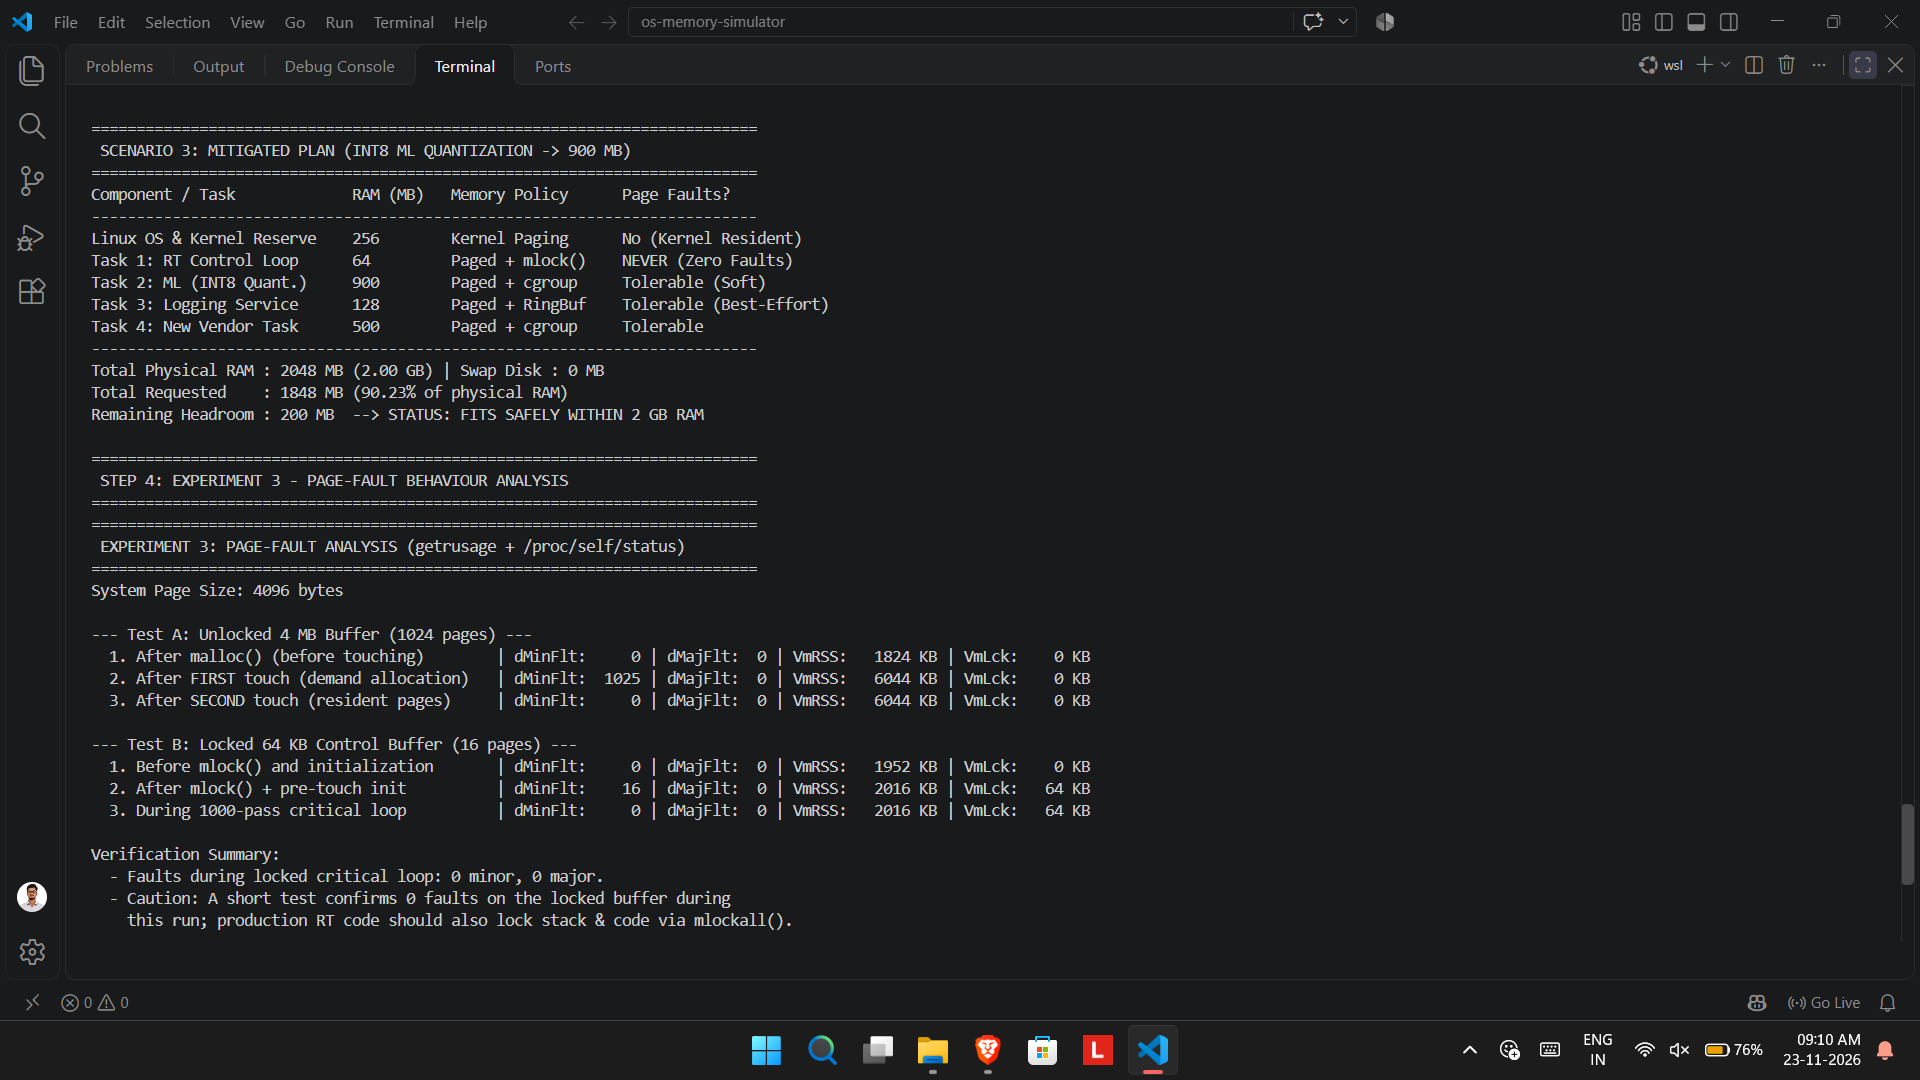 File Edit Selection View Go Run Terminal Help
os-memory-simulator
Problems Output Debug Console Terminal Ports
wsl
==========================================================================
SCENARIO 3: MITIGATED PLAN (INT8 ML QUANTIZATION -> 900 MB)
==========================================================================
Component / Task RAM (MB) Memory Policy Page Faults?
--------------------------------------------------------------------------
Linux OS & Kernel Reserve 256 Kernel Paging No (Kernel Resident)
Task 1: RT Control Loop 64 Paged + mlock() NEVER (Zero Faults)
Task 2: ML (INT8 Quant.) 900 Paged + cgroup Tolerable (Soft)
Task 3: Logging Service 128 Paged + RingBuf Tolerable (Best-Effort)
Task 4: New Vendor Task 500 Paged + cgroup Tolerable
--------------------------------------------------------------------------
Total Physical RAM : 2048 MB (2.00 GB) | Swap Disk : 0 MB
Total Requested : 1848 MB (90.23% of physical RAM)
Remaining Headroom : 200 MB --> STATUS: FITS SAFELY WITHIN 2 GB RAM
==========================================================================
STEP 4: EXPERIMENT 3 - PAGE-FAULT BEHAVIOUR ANALYSIS
==========================================================================
==========================================================================
EXPERIMENT 3: PAGE-FAULT ANALYSIS (getrusage + /proc/self/status)
==========================================================================
System Page Size: 4096 bytes
--- Test A: Unlocked 4 MB Buffer (1024 pages) ---
1. After malloc() (before touching) | dMinFlt: 0 | dMajFlt: 0 | VmRSS: 1824 KB | VmLck: 0 KB
2. After FIRST touch (demand allocation) | dMinFlt: 1025 | dMajFlt: 0 | VmRSS: 6044 KB | VmLck: 0 KB
3. After SECOND touch (resident pages) | dMinFlt: 0 | dMajFlt: 0 | VmRSS: 6044 KB | VmLck: 0 KB
--- Test B: Locked 64 KB Control Buffer (16 pages) ---
1. Before mlock() and initialization | dMinFlt: 0 | dMajFlt: 0 | VmRSS: 1952 KB | VmLck: 0 KB
2. After mlock() + pre-touch init | dMinFlt: 16 | dMajFlt: 0 | VmRSS: 2016 KB | VmLck: 64 KB
3. During 1000-pass critical loop | dMinFlt: 0 | dMajFlt: 0 | VmRSS: 2016 KB | VmLck: 64 KB
Verification Summary:
- Faults during locked critical loop: 0 minor, 0 major.
- Caution: A short test confirms 0 faults on the locked buffer during
this run; production RT code should also lock stack & code via mlockall().
0 0
Go Live
L
ENG
IN
76%
09:10 AM
23-11-2026